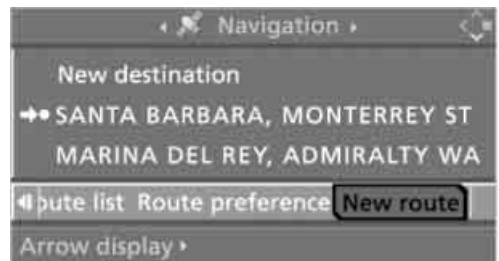 Navigation
New destination
SANTA BARBARA, MONTERREY ST
MARINA DEL REY, ADMIRALTY WA
oute list Route preference New route
Arrow display